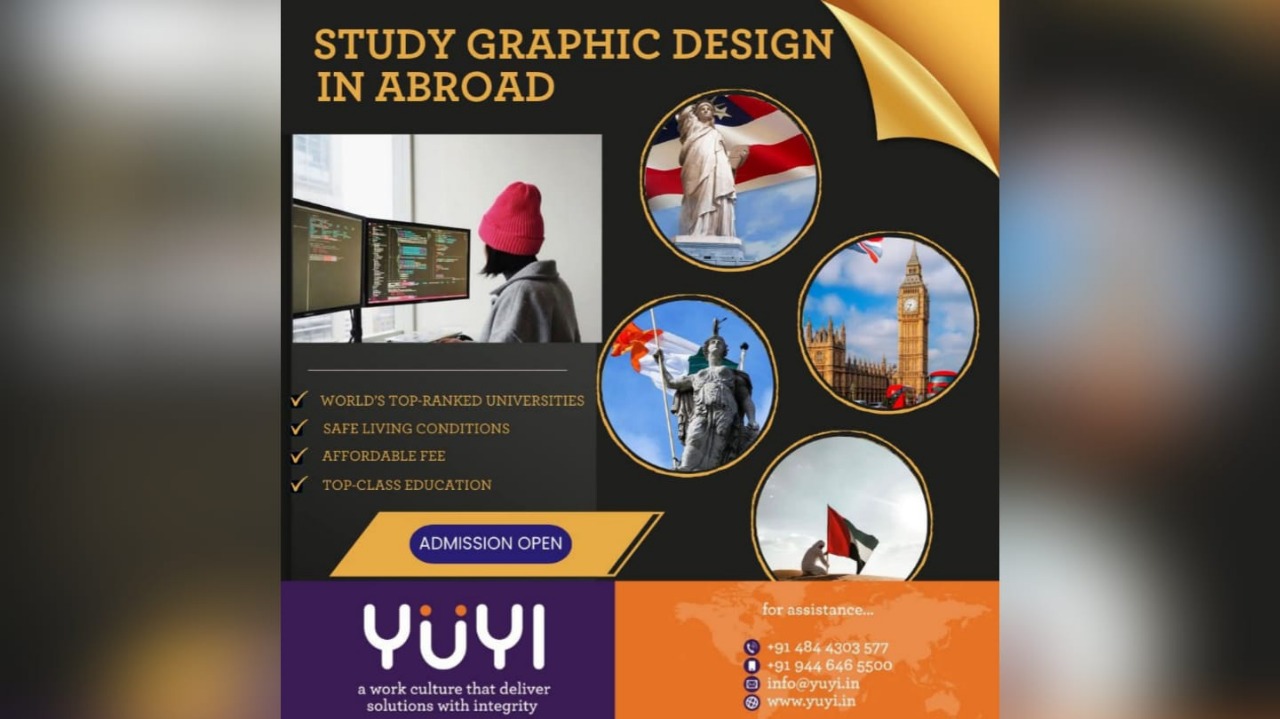 STUDY GRAPHIC DESIGN
IN ABROAD
WORLD'S TOP-RANKED UNIVERSITIES
SAFE LIVING CONDITIONS
AFFORDABLE FEE
TOP-CLASS EDUCATION
ADMISSION OPEN
YÜYI
a work culture that deliver
solutions with integrity
for assistance...
+91 484 4303 577
+91 944 646 5500
info@yuyi.in
www.yuyi.in